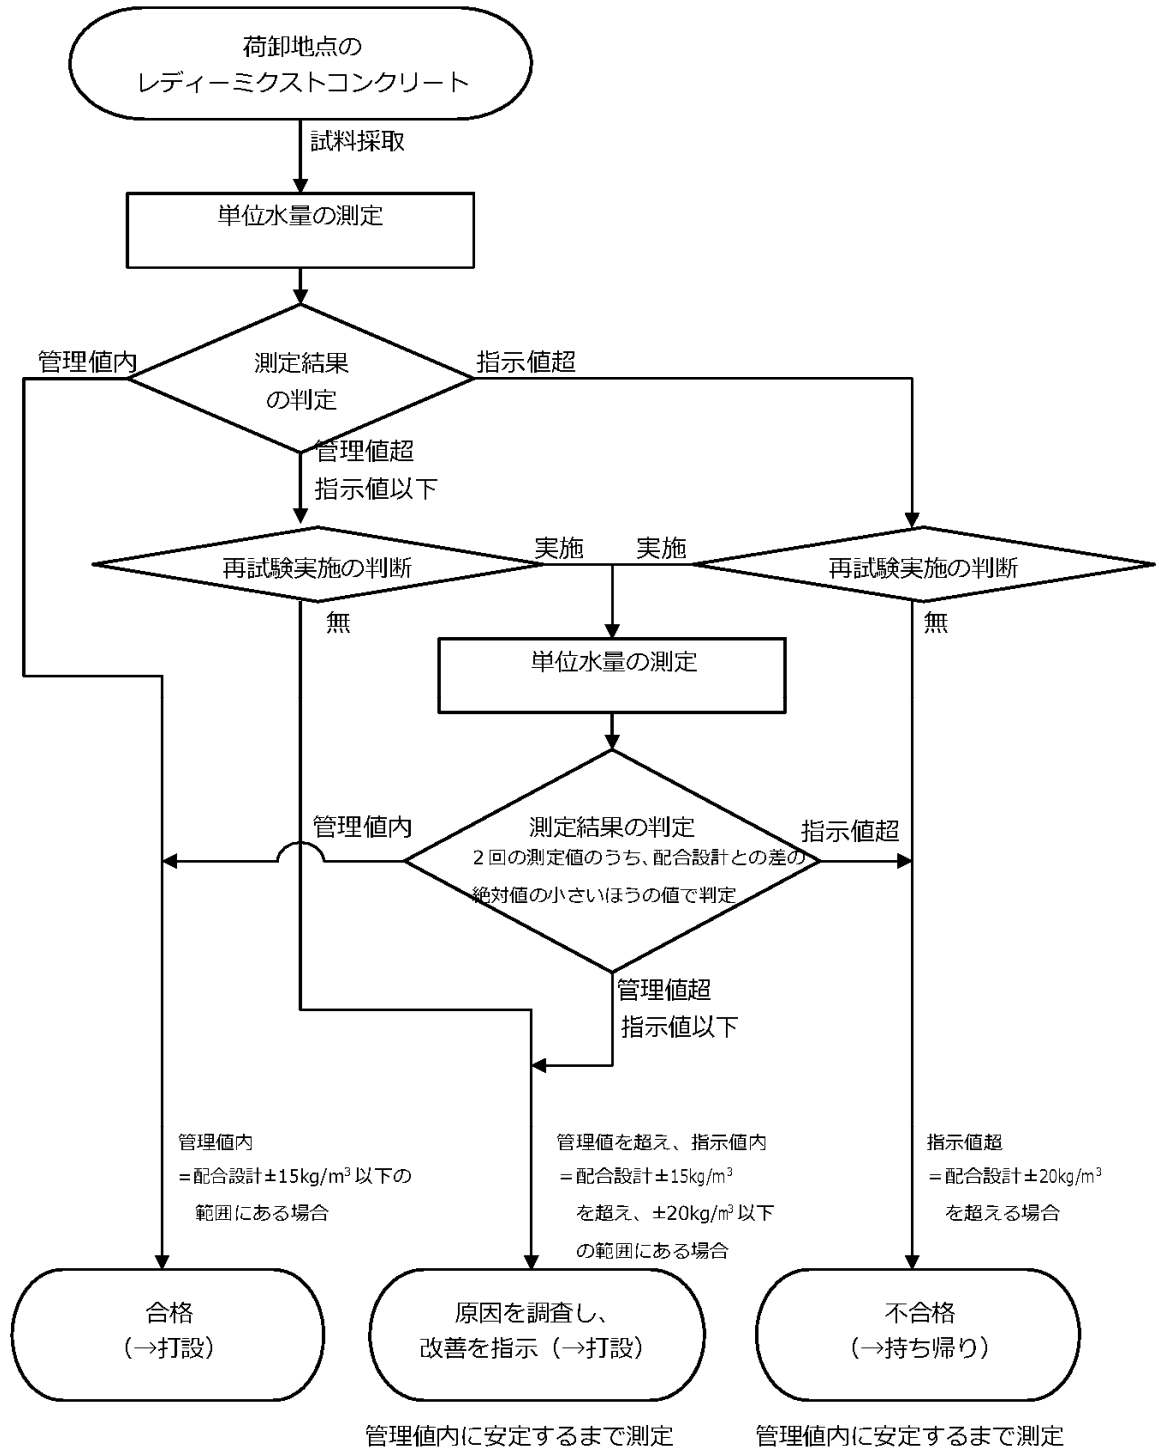 荷卸地点の
レディーミクストコンクリート
試料採取
単位水量の測定
管理値内
測定結果
の判定
指示値超
管理値超
指示値以下
再試験実施の判断
実施
実施
再試験実施の判断
無
無
単位水量の測定
管理値内
測定結果の判定
２回の測定値のうち、配合設計との差の
絶対値の小さいほうの値で判定
指示値超
管理値超
指示値以下
管理値内
＝配合設計±15kg/m³以下の
範囲にある場合
管理値を超え、指示値内
＝配合設計±15kg/m³
を超え、±20kg/m³以下
の範囲にある場合
指示値超
＝配合設計±20kg/m³
を超える場合
合格
（→打設）
原因を調査し、
改善を指示（→打設）
不合格
（→持ち帰り）
管理値内に安定するまで測定
管理値内に安定するまで測定